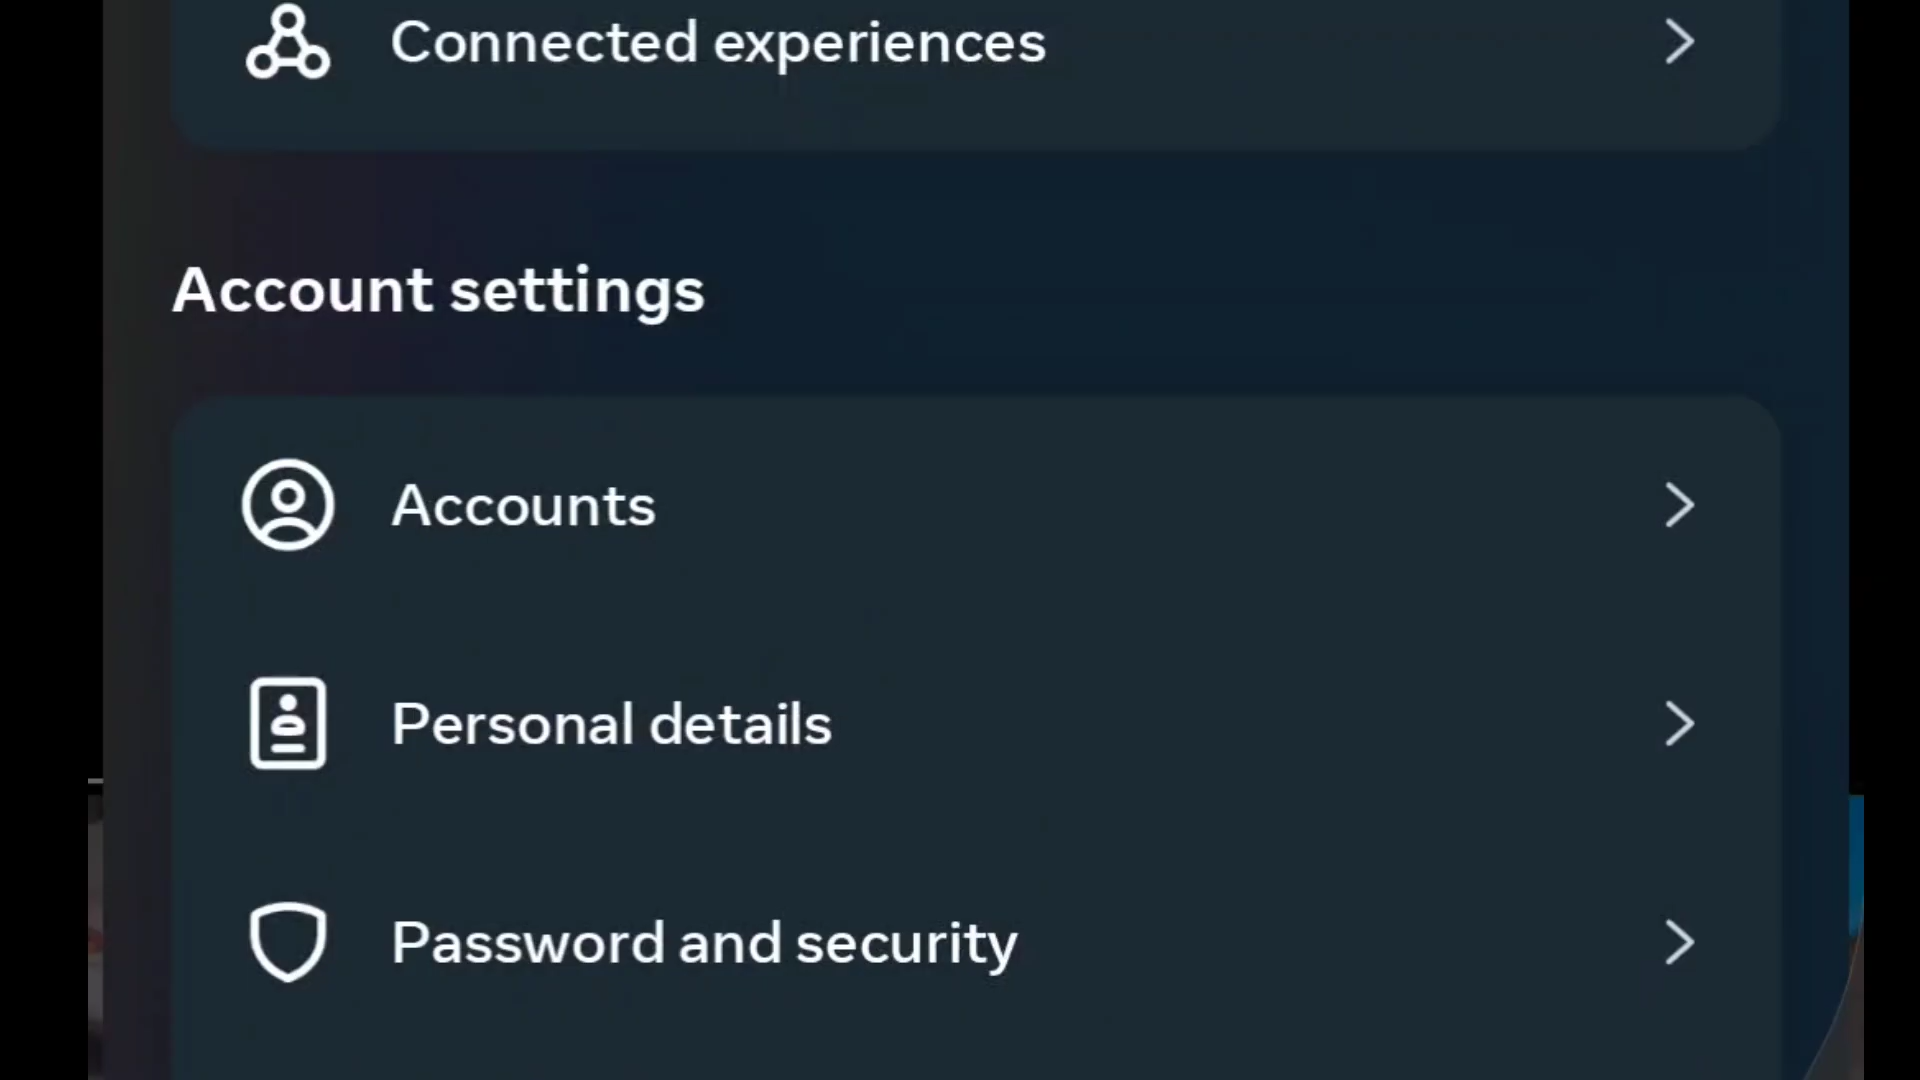 Connected experiences
Account settings
Accounts
Personal details
Password and security